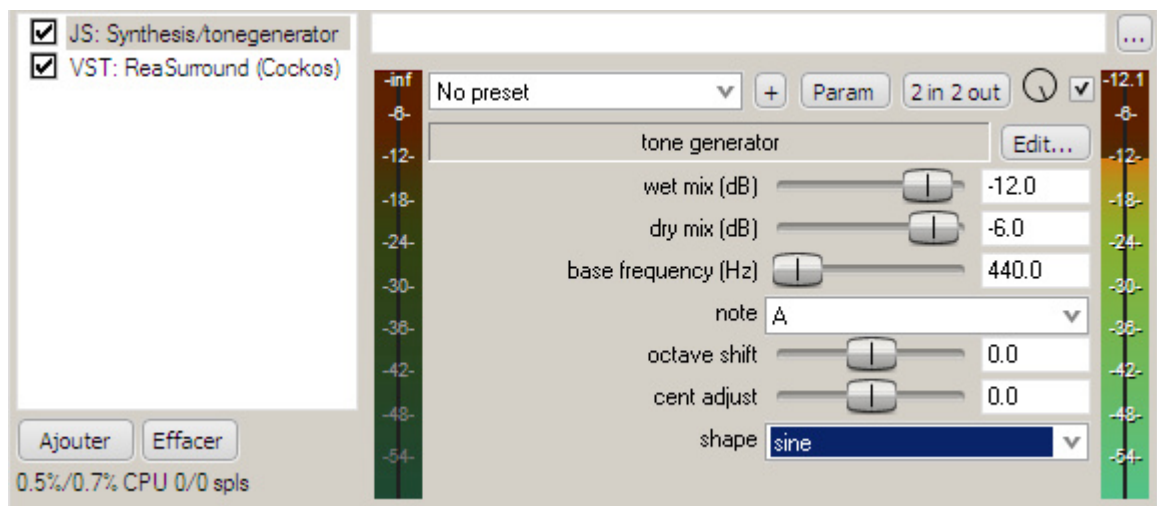 JS: Synthesis/tonegenerator
VST: ReaSurround (Cockos)
Ajouter
Effacer
0.5%/0.7% CPU 0/0 spls
...
-inf
-6-
-12-
-18-
-24-
-30-
-36-
-42-
-48-
-54-
No preset
+
Param
2 in 2 out
tone generator
Edit...
wet mix (dB)
-12.0
dry mix (dB)
-6.0
base frequency (Hz)
440.0
note
A
octave shift
0.0
cent adjust
0.0
shape
sine
-12.1
-6-
-12-
-18-
-24-
-30-
-36-
-42-
-48-
-54-